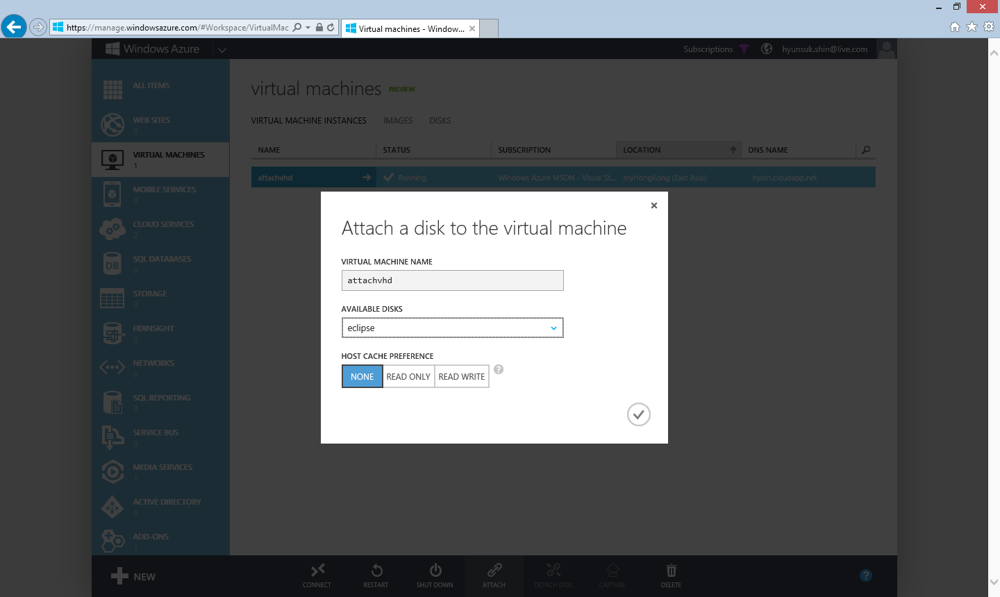 https://manage.windowsazure.com/#Workspace/VirtualMac
Virtual machines - Window...
Windows Azure
Subscriptions
hyunsuk.shin@live.com
ALL ITEMS
WEB SITES
0
VIRTUAL MACHINES
1
MOBILE SERVICES
0
CLOUD SERVICES
2
SQL DATABASES
0
DB
STORAGE
3
HDINSIGHT
0
NETWORKS
0
SQL REPORTING
0
SERVICE BUS
0
MEDIA SERVICES
1
ACTIVE DIRECTORY
0
ADD-ONS
1
virtual machines PREVIEW
VIRTUAL MACHINE INSTANCES IMAGES DISKS
NAME STATUS SUBSCRIPTION LOCATION DNS NAME
attachvhd Running Windows Azure MSDN - Visual St... myHongKong (East Asia) hyssh.cloudapp.net
Attach a disk to the virtual machine
VIRTUAL MACHINE NAME
attachvhd
AVAILABLE DISKS
eclipse
HOST CACHE PREFERENCE
NONE READ ONLY READ WRITE ?
NEW
CONNECT RESTART SHUT DOWN ATTACH DETACH DISK CAPTURE DELETE
?